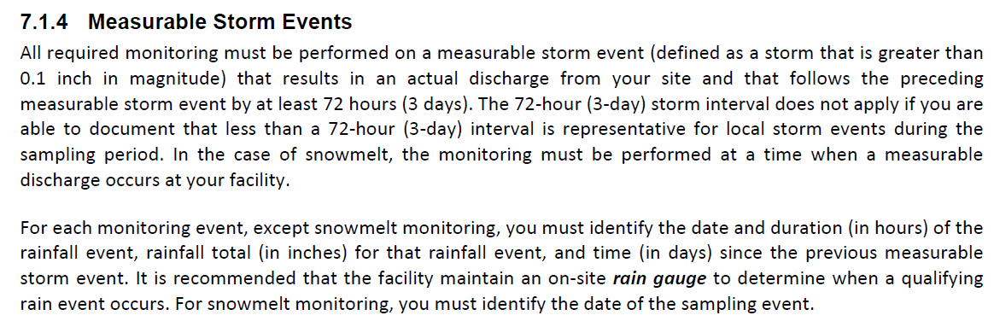 7.1.4 Measurable Storm Events
All required monitoring must be performed on a measurable storm event (defined as a storm that is greater than
0.1 inch in magnitude) that results in an actual discharge from your site and that follows the preceding
measurable storm event by at least 72 hours (3 days). The 72-hour (3-day) storm interval does not apply if you are
able to document that less than a 72-hour (3-day) interval is representative for local storm events during the
sampling period. In the case of snowmelt, the monitoring must be performed at a time when a measurable
discharge occurs at your facility.
For each monitoring event, except snowmelt monitoring, you must identify the date and duration (in hours) of the
rainfall event, rainfall total (in inches) for that rainfall event, and time (in days) since the previous measurable
storm event. It is recommended that the facility maintain an on-site rain gauge to determine when a qualifying
rain event occurs. For snowmelt monitoring, you must identify the date of the sampling event.